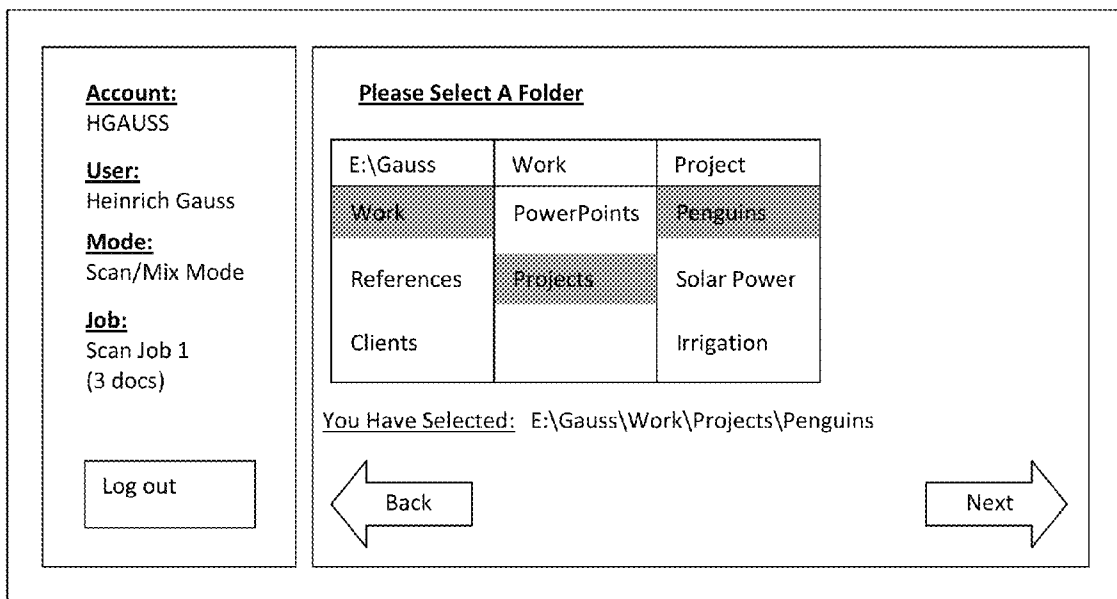 Account:
HGAUSS
User:
Heinrich Gauss
Mode:
Scan/Mix Mode
Job:
Scan Job 1
(3 docs)
Log out
Please Select A Folder
E:\Gauss Work Project
Work PowerPoints Penguins
References Projects Solar Power
Clients Irrigation
You Have Selected: E:\Gauss\Work\Projects\Penguins
Back Next